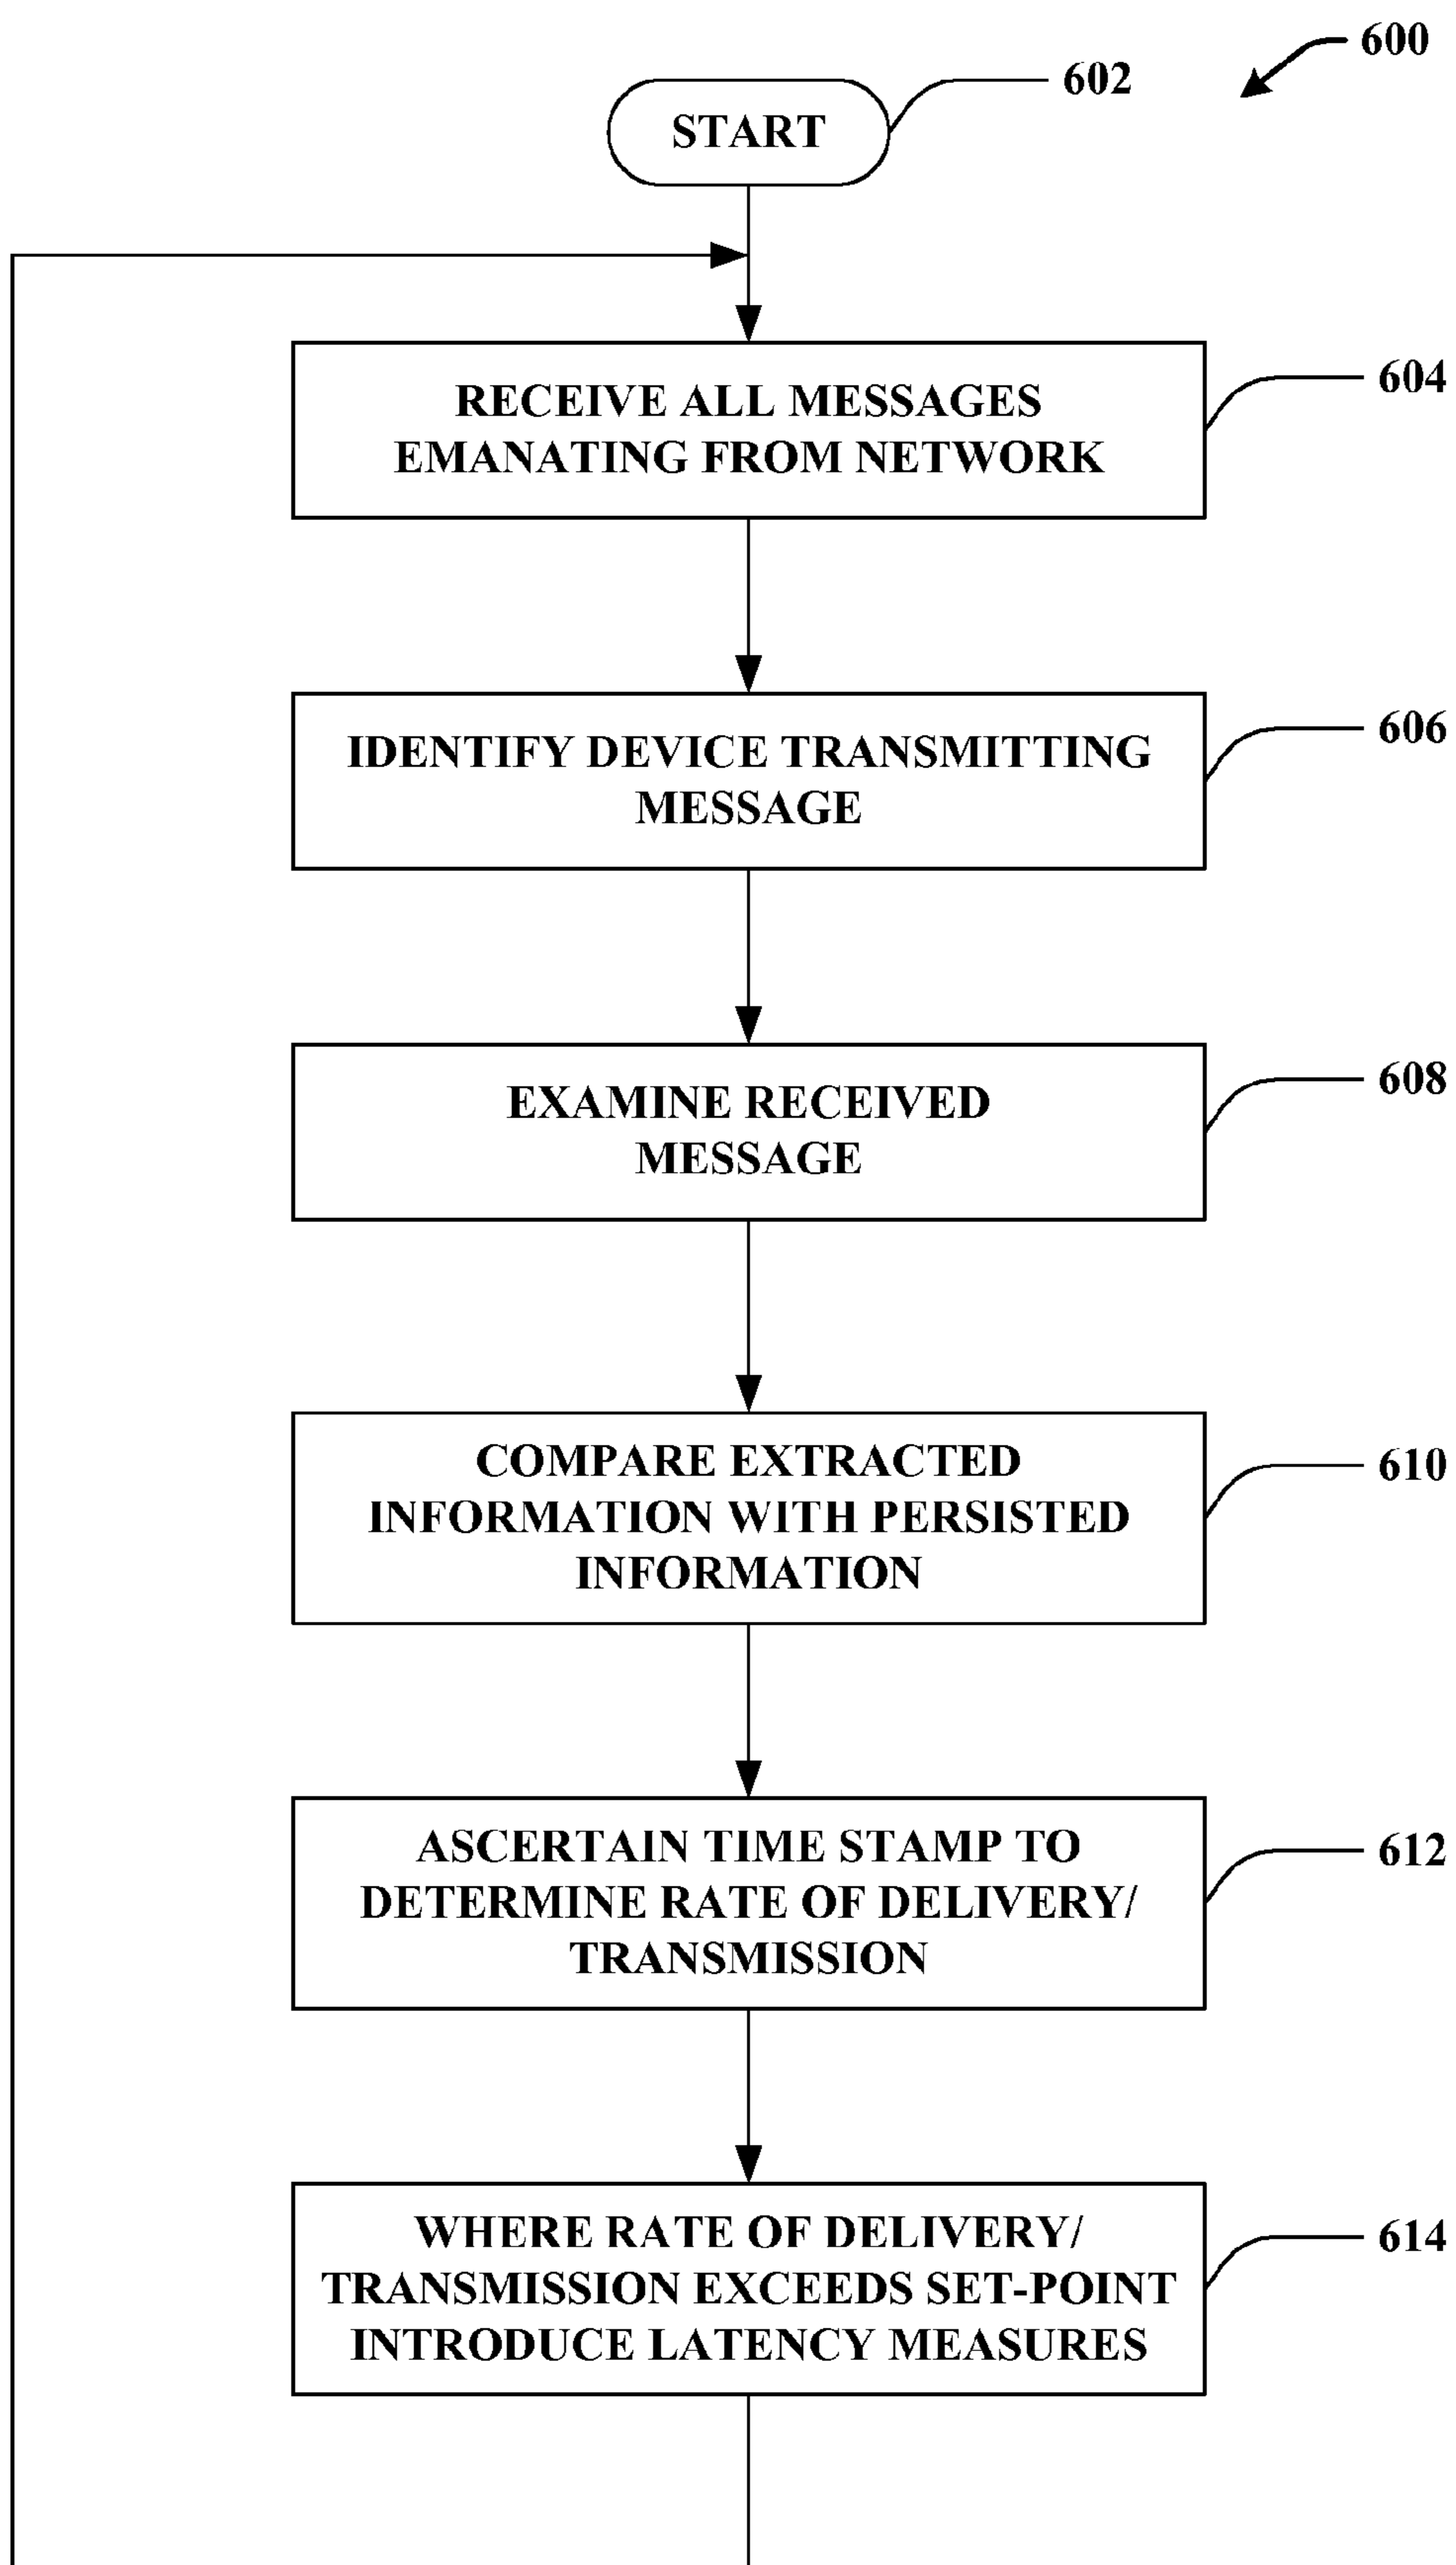 600
602
START
RECEIVE ALL MESSAGES
EMANATING FROM NETWORK
604
IDENTIFY DEVICE TRANSMITTING
MESSAGE
606
EXAMINE RECEIVED
MESSAGE
608
COMPARE EXTRACTED
INFORMATION WITH PERSISTED
INFORMATION
610
ASCERTAIN TIME STAMP TO
DETERMINE RATE OF DELIVERY/
TRANSMISSION
612
WHERE RATE OF DELIVERY/
TRANSMISSION EXCEEDS SET-POINT
INTRODUCE LATENCY MEASURES
614